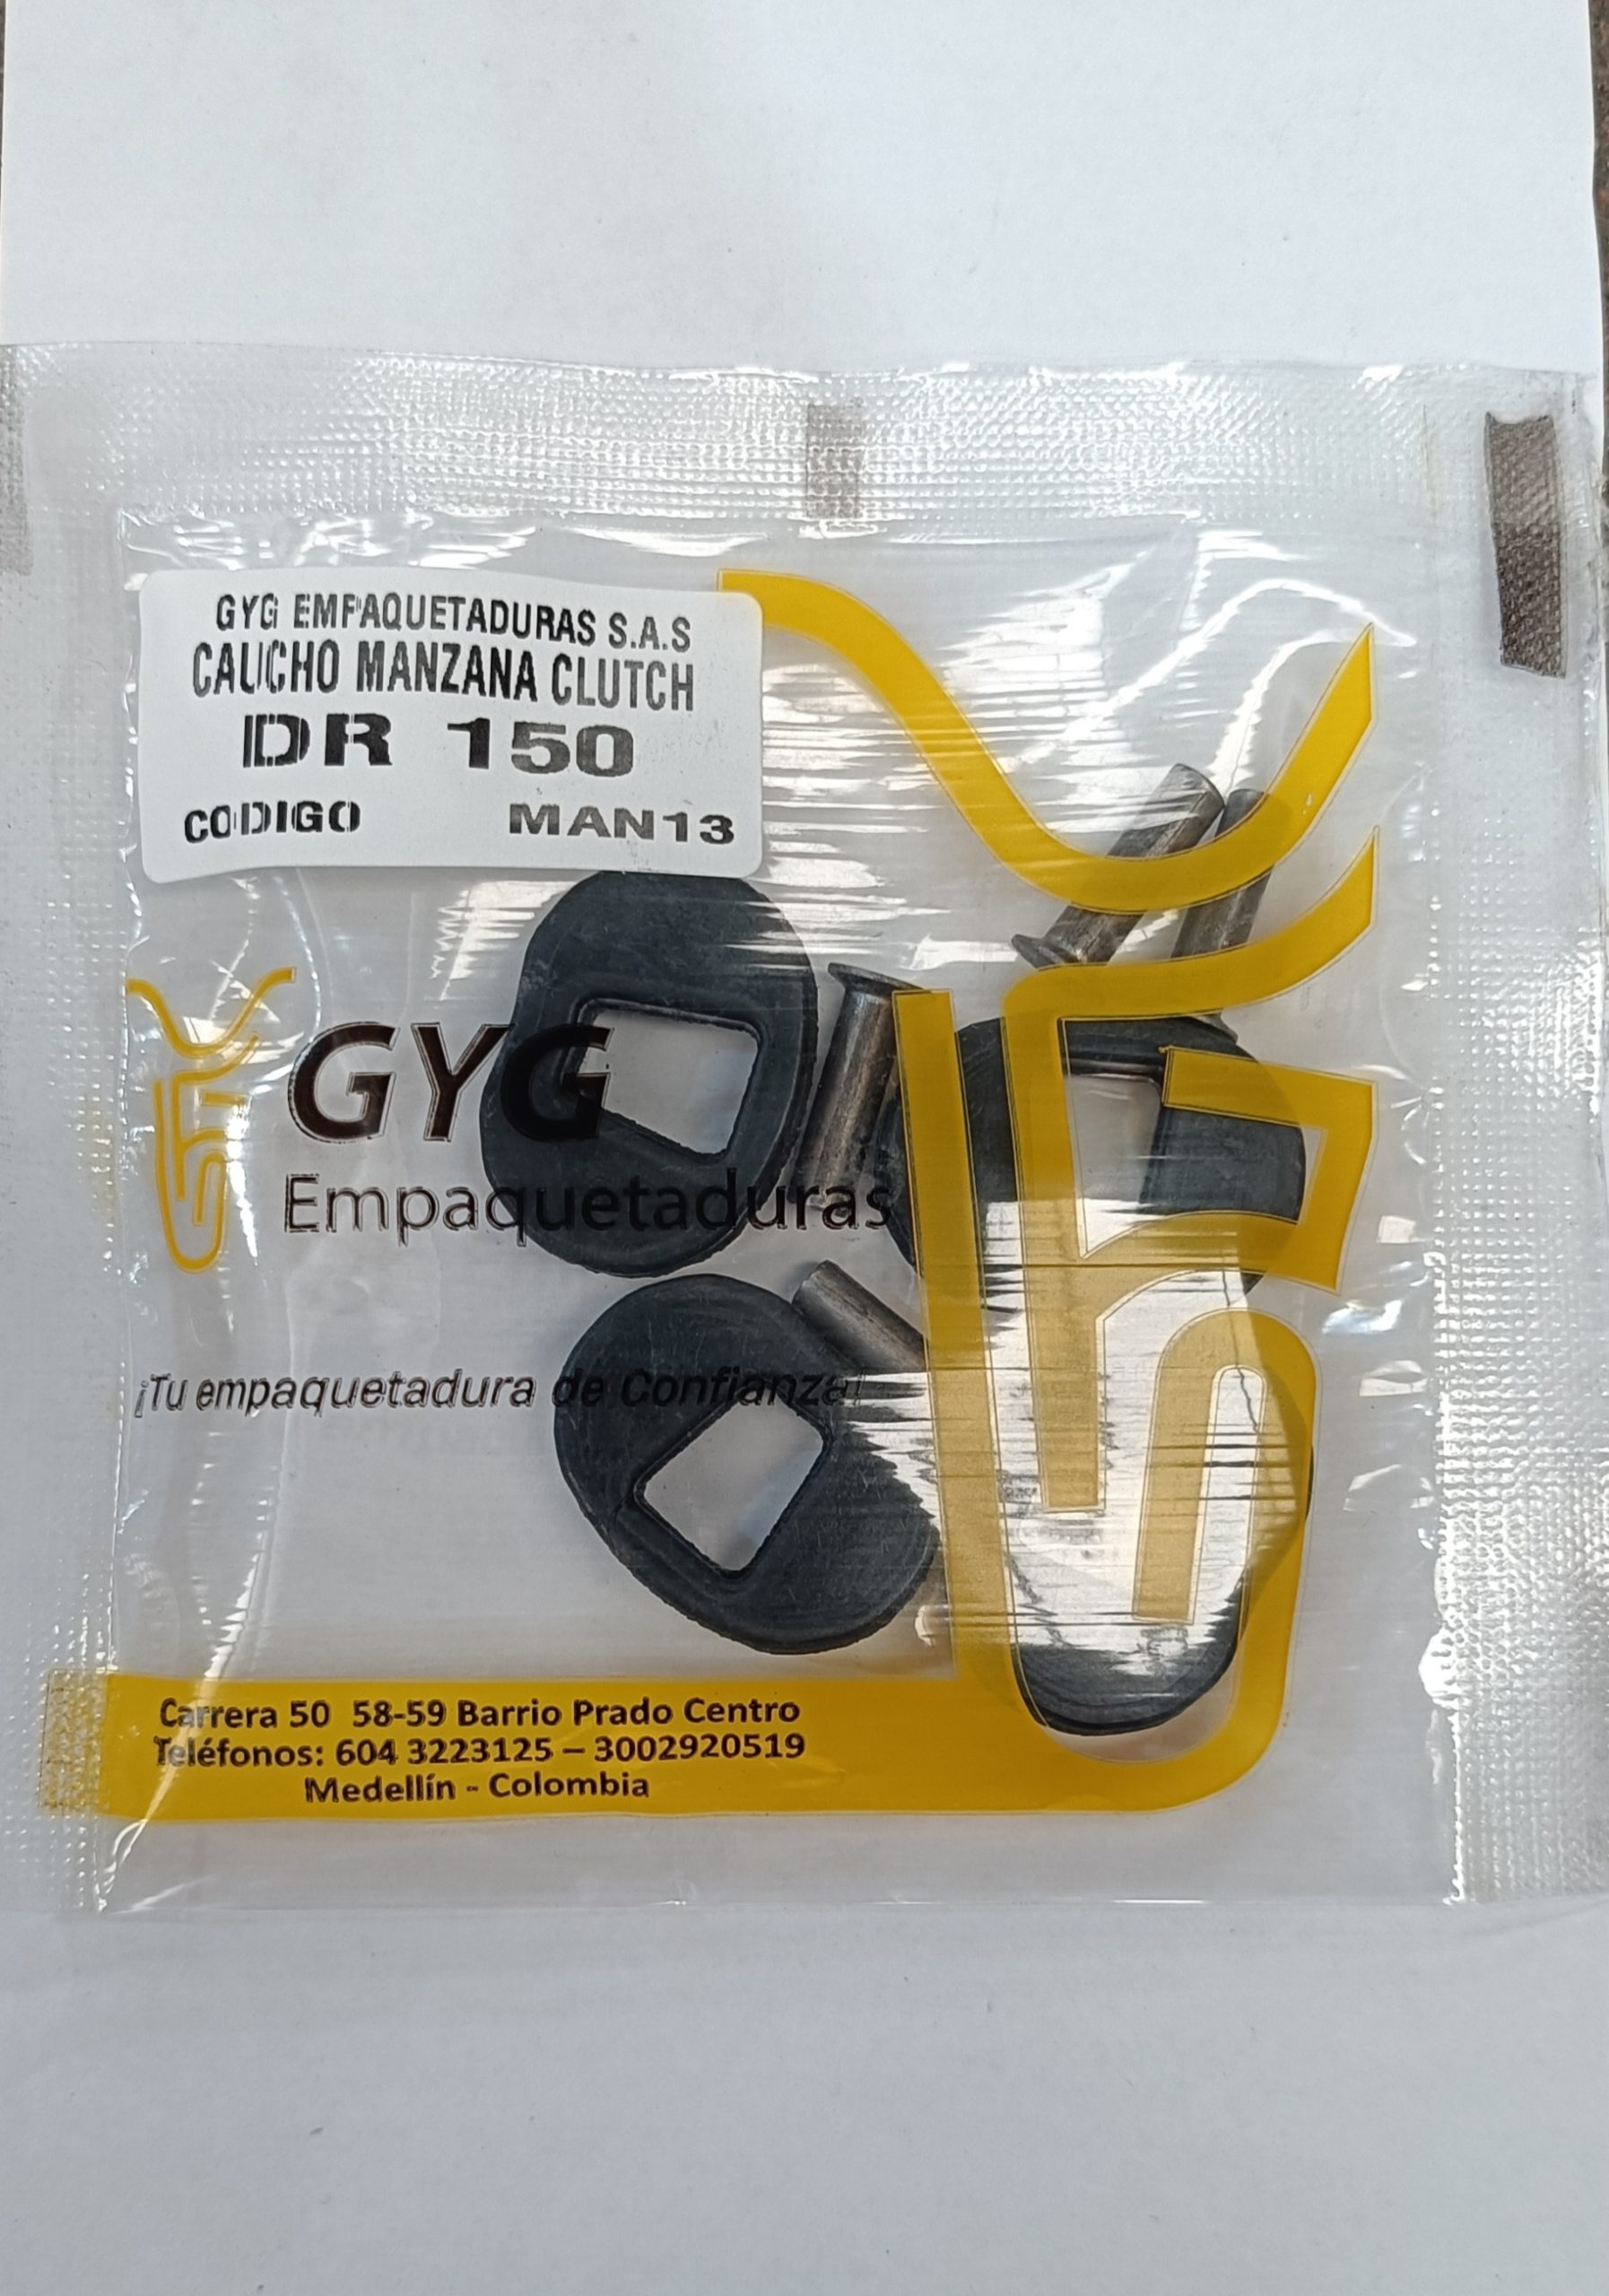 GYG EMPAQUETADURAS S.A.S
CAUCHO MANZANA CLUTCH
DR 150
CODIGO MAN13
GYG
Empaquetaduras
¡Tu empaquetadura de Confianza!
Carrera 50 58-59 Barrio Prado Centro
Teléfonos: 604 3223125 – 3002920519
Medellín - Colombia